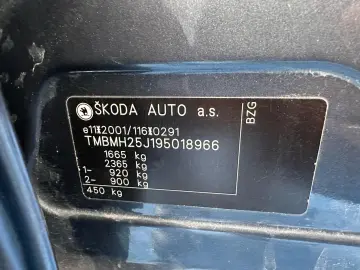 ŠKODA AUTO a.s.
BZG
e11*2001/116*0291
TMBMH25J195018966
1665 kg
2365 kg
1- 920 kg
2- 900 kg
450 kg